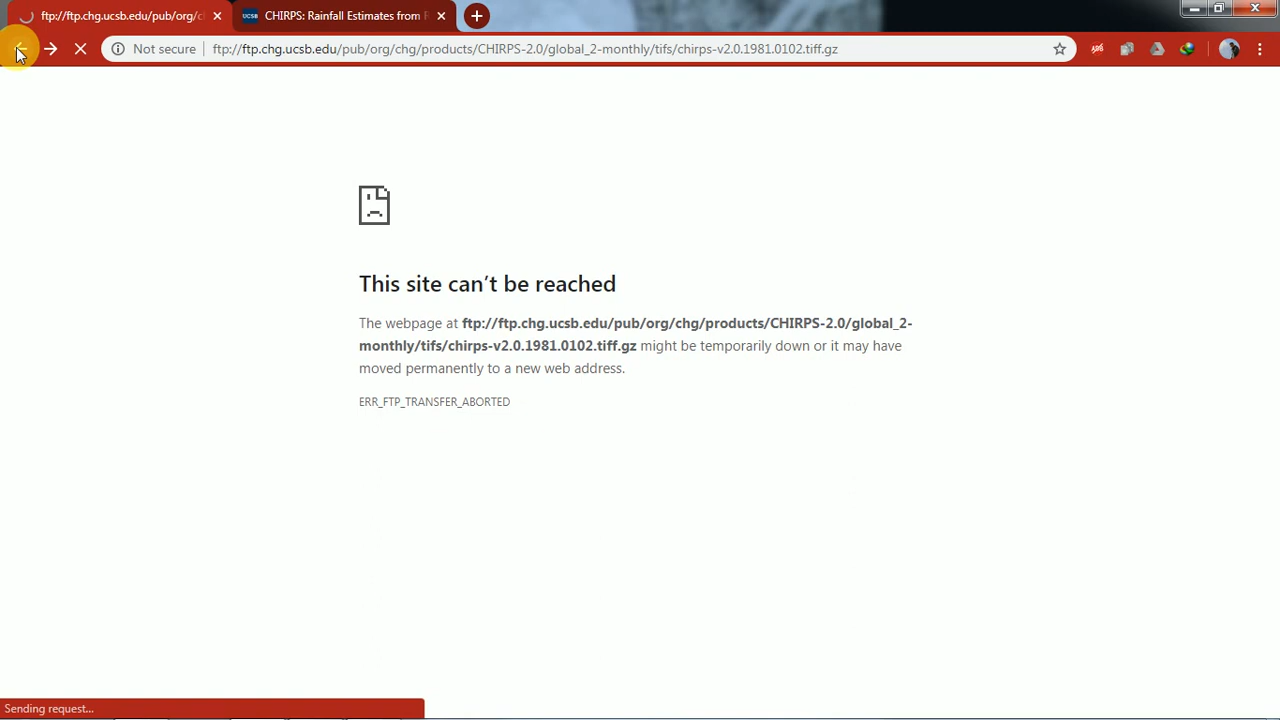 ftp://ftp.chg.ucsb.edu/pub/org/c
UCSB CHIRPS: Rainfall Estimates from
Not secure ftp://ftp.chg.ucsb.edu/pub/org/chg/products/CHIRPS-2.0/global_2-monthly/tifs/chirps-v2.0.1981.0102.tiff.gz
This site can't be reached
The webpage at ftp://ftp.chg.ucsb.edu/pub/org/chg/products/CHIRPS-2.0/global_2-
monthly/tifs/chirps-v2.0.1981.0102.tiff.gz might be temporarily down or it may have
moved permanently to a new web address.
ERR_FTP_TRANSFER_ABORTED
Sending request...